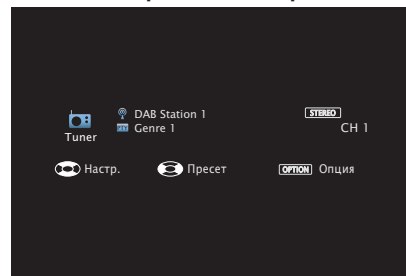 DAB Station 1 STEREO
Genre 1 CH 1
Tuner
Настр. Пресет OPTION Опция